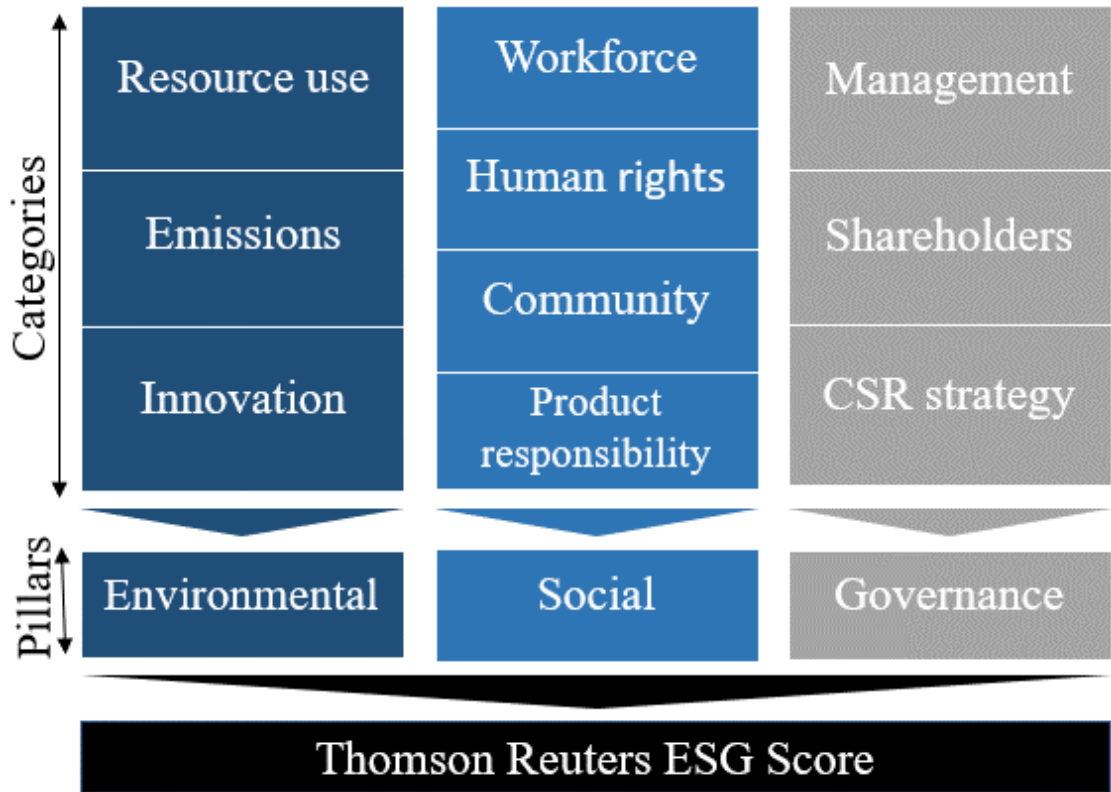 Categories
Resource use
Emissions
Innovation
Workforce
Human rights
Community
Product
responsibility
Management
Shareholders
CSR strategy
Pillars
Environmental
Social
Governance
Thomson Reuters ESG Score